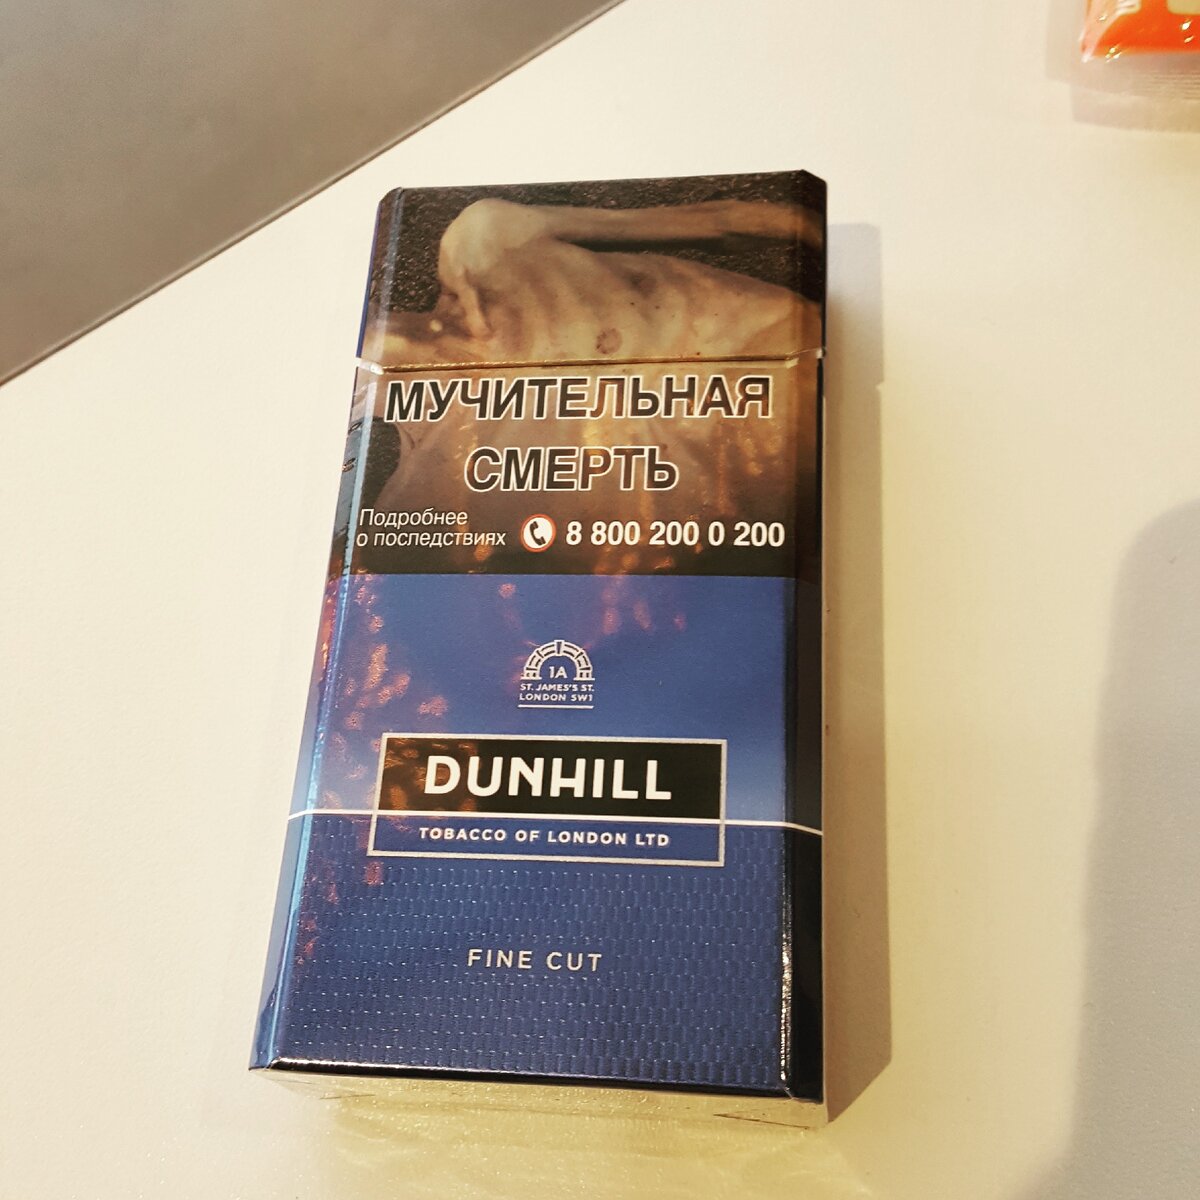 МУЧИТЕЛЬНАЯ
СМЕРТЬ
Подробнее
о последствиях 8 800 200 0 200
1A
ST. JAMES'S ST.
LONDON SW1
DUNHILL
TOBACCO OF LONDON LTD
FINE CUT